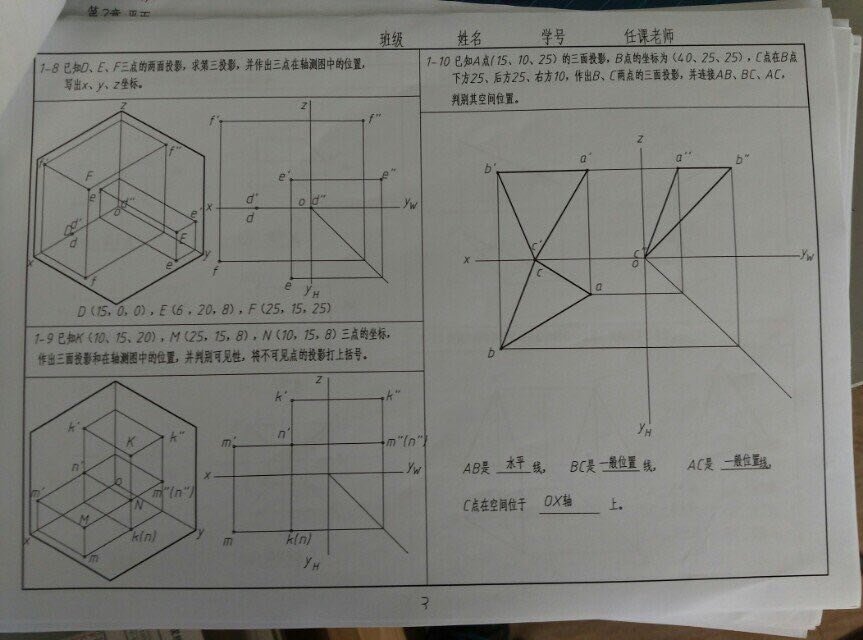 第2章
班级 姓名 学号 任课老师
1-8 已知D、E、F三点的两面投影，求第三投影，并作出三点在轴测图中的位置，
写出x、y、z坐标。
z
f'
f"
F
e
e'
d"
o
d'
D
d
E
x
f
e
y
z
f'
f"
e'
e"
x
d'
o
d"
yW
d
f
e
yH
D(15，0，0)，E(6，20，8)，F(25，15，25)
1-9 已知K(10、15、20)，M(25，15，8)，N(10，15，8)三点的坐标，
作出三面投影和在轴测图中的位置，并判别可见性，将不可见点的投影打上括号。
k'
K
k"
n'
o
m'
m"(n")
N
M
k(n)
x
m
y
z
k'
k"
m'
n'
m"(n")
x
yW
m
k(n)
yH
1-10 已知A点(15、10、25)的三面投影，B点的坐标为(40、25、25)，C点在B点
下方25、后方25、右方10，作出B、C两点的三面投影，并连接AB、BC、AC，
判别其空间位置。
z
b'
a'
a"
b"
x
c'
c"
yW
c
o
a
b
yH
AB是 水平 线， BC是 一般位置 线， AC是 一般位置线，
C点在空间位于 OX轴 上。
3